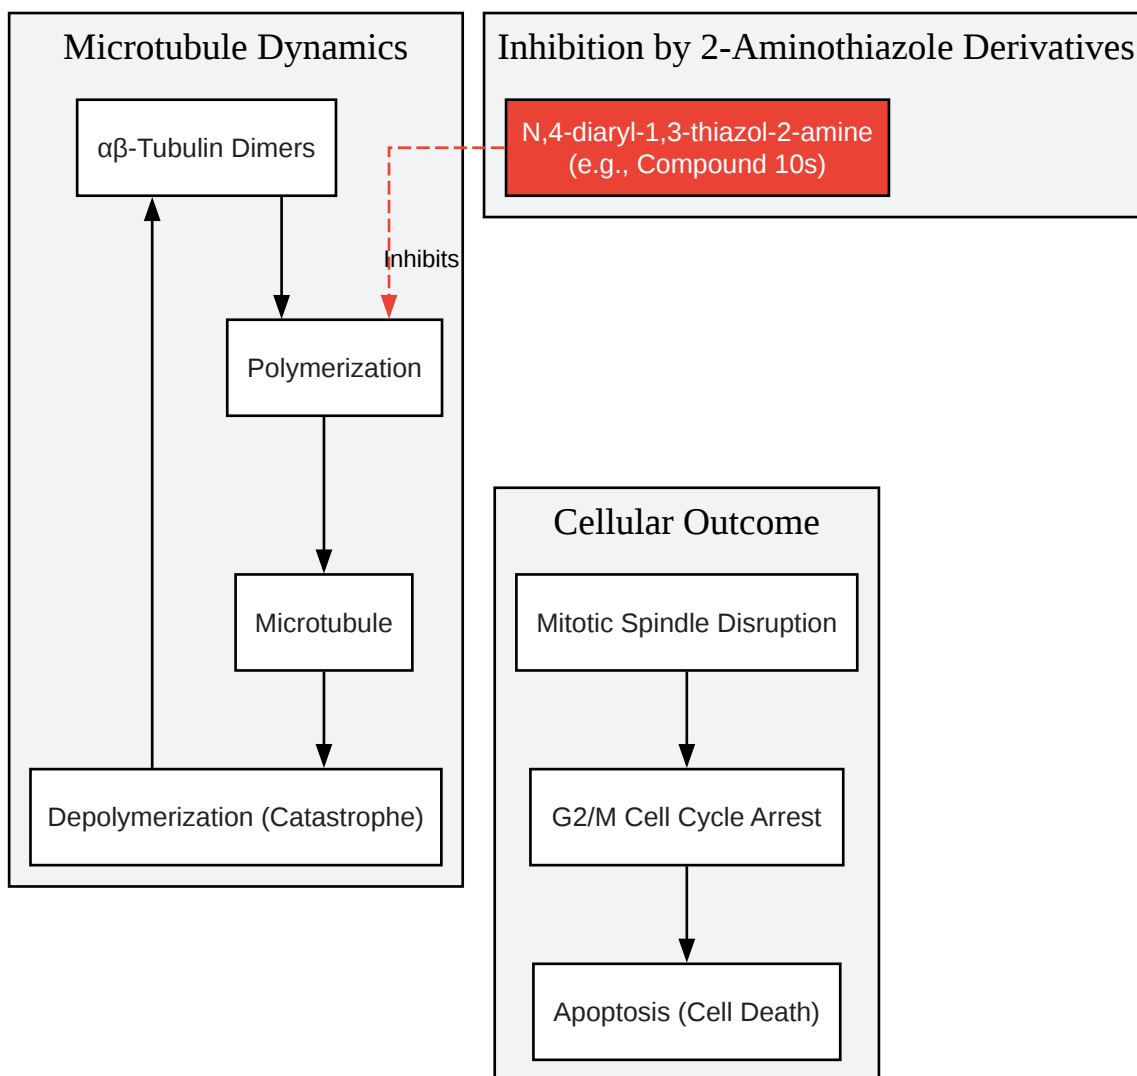 Microtubule Dynamics
αβ-Tubulin Dimers
Polymerization
Microtubule
Depolymerization (Catastrophe)
Inhibition by 2-Aminothiazole Derivatives
N,4-diaryl-1,3-thiazol-2-amine
(e.g., Compound 10s)
Inhibits
Cellular Outcome
Mitotic Spindle Disruption
G2/M Cell Cycle Arrest
Apoptosis (Cell Death)